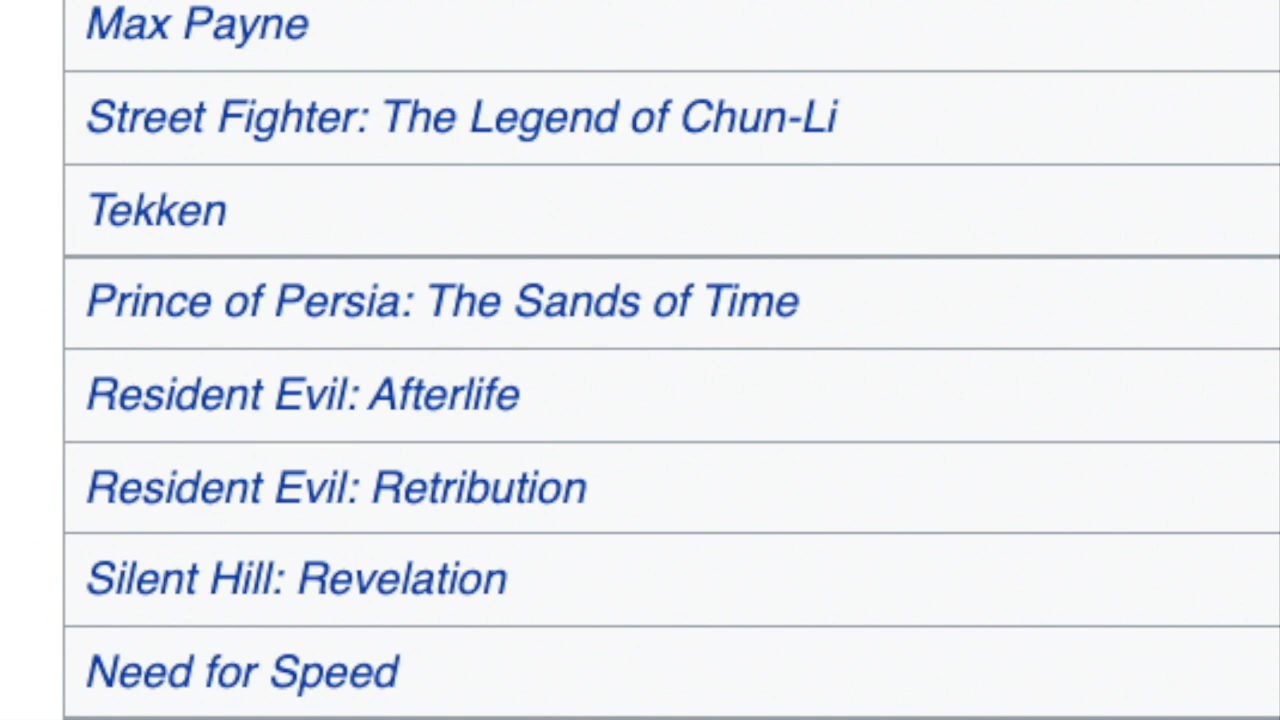 Max Payne
Street Fighter: The Legend of Chun-Li
Tekken
Prince of Persia: The Sands of Time
Resident Evil: Afterlife
Resident Evil: Retribution
Silent Hill: Revelation
Need for Speed